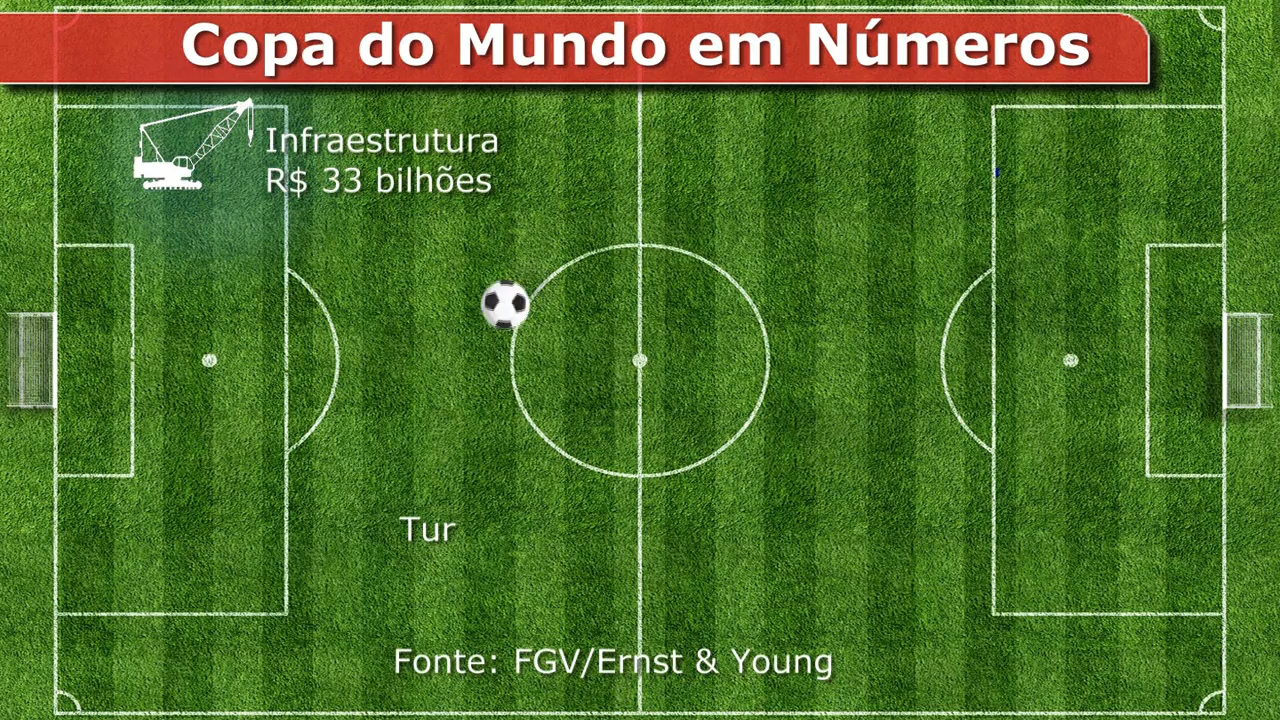 Copa do Mundo em Números
Infraestrutura
R$ 33 bilhões
Tur
Fonte: FGV/Ernst & Young